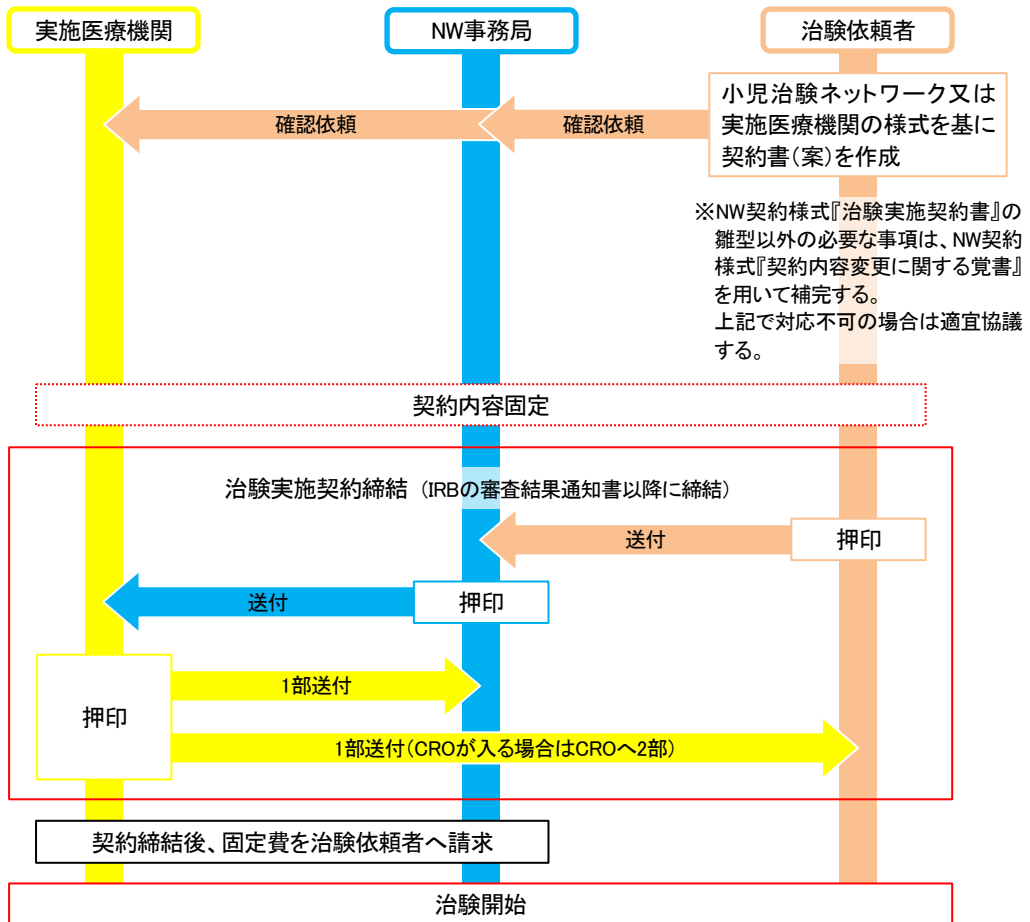 実施医療機関
NW事務局
治験依頼者
小児治験ネットワーク又は
実施医療機関の様式を基に
契約書(案)を作成
確認依頼
確認依頼
※NW契約様式『治験実施契約書』の
雛型以外の必要な事項は、NW契約
様式『契約内容変更に関する覚書』
を用いて補完する。
上記で対応不可の場合は適宜協議
する。
契約内容固定
治験実施契約締結 (IRBの審査結果通知書以降に締結)
送付
押印
送付
押印
押印
1部送付
1部送付(CROが入る場合はCROへ2部)
契約締結後、固定費を治験依頼者へ請求
治験開始